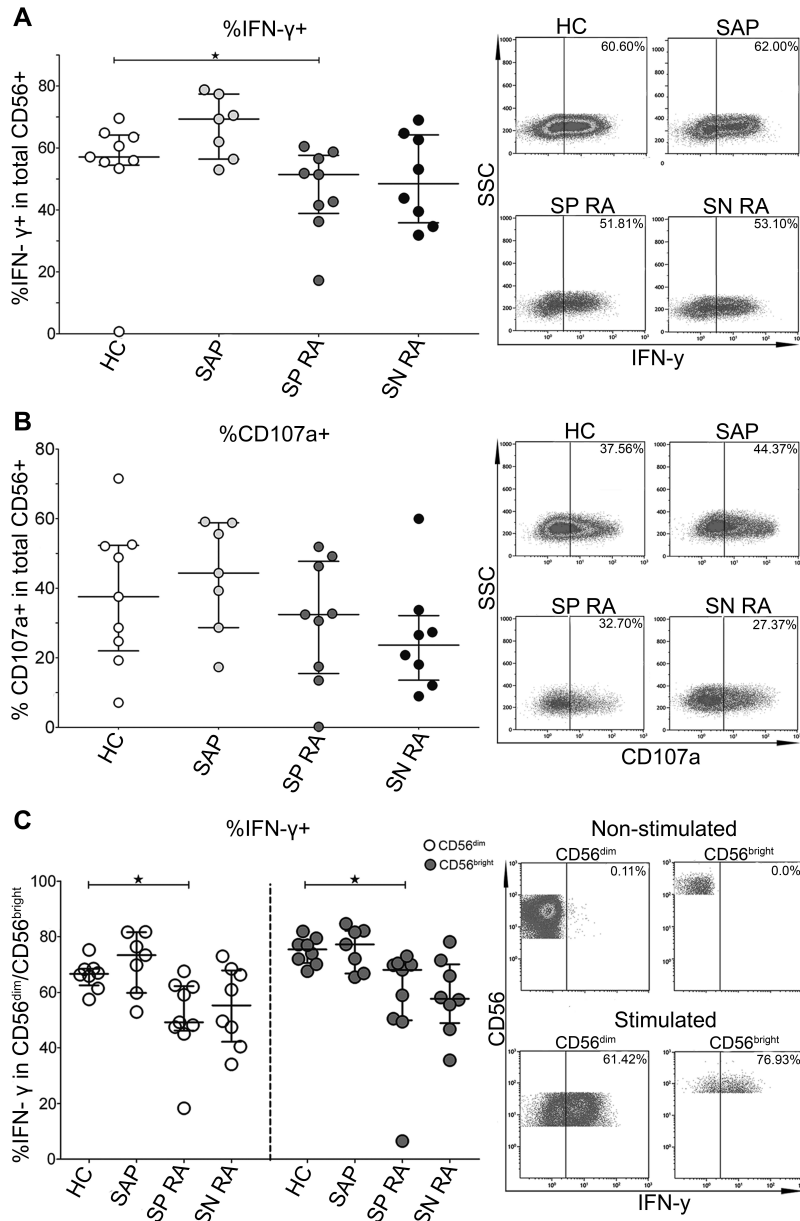 A
%IFN-γ+
%IFN- γ+ in total CD56+
80
60
40
20
0
HC
SAP
SP RA
SN RA
HC
60.60%
SAP
62.00%
SP RA
51.81%
SN RA
53.10%
SSC
IFN-y
B
%CD107a+
% CD107a+ in total CD56+
80
60
40
20
0
HC
SAP
SP RA
SN RA
HC
37.56%
SAP
44.37%
SP RA
32.70%
SN RA
27.37%
SSC
CD107a
C
%IFN-γ+
CD56dim
CD56bright
%IFN- γ in CD56dim/CD56bright
100
80
60
40
20
0
HC
SAP
SP RA
SN RA
HC
SAP
SP RA
SN RA
Non-stimulated
CD56dim
0.11%
CD56bright
0.0%
Stimulated
CD56dim
61.42%
CD56bright
76.93%
CD56
IFN-y